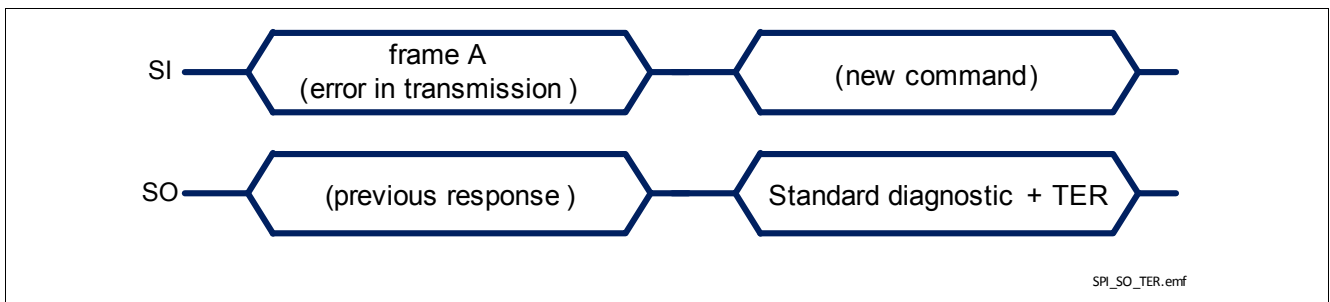 SI
frame A
(error in transmission )
(new command)
SO
(previous response )
Standard diagnostic + TER
SPI_SO_TER.emf